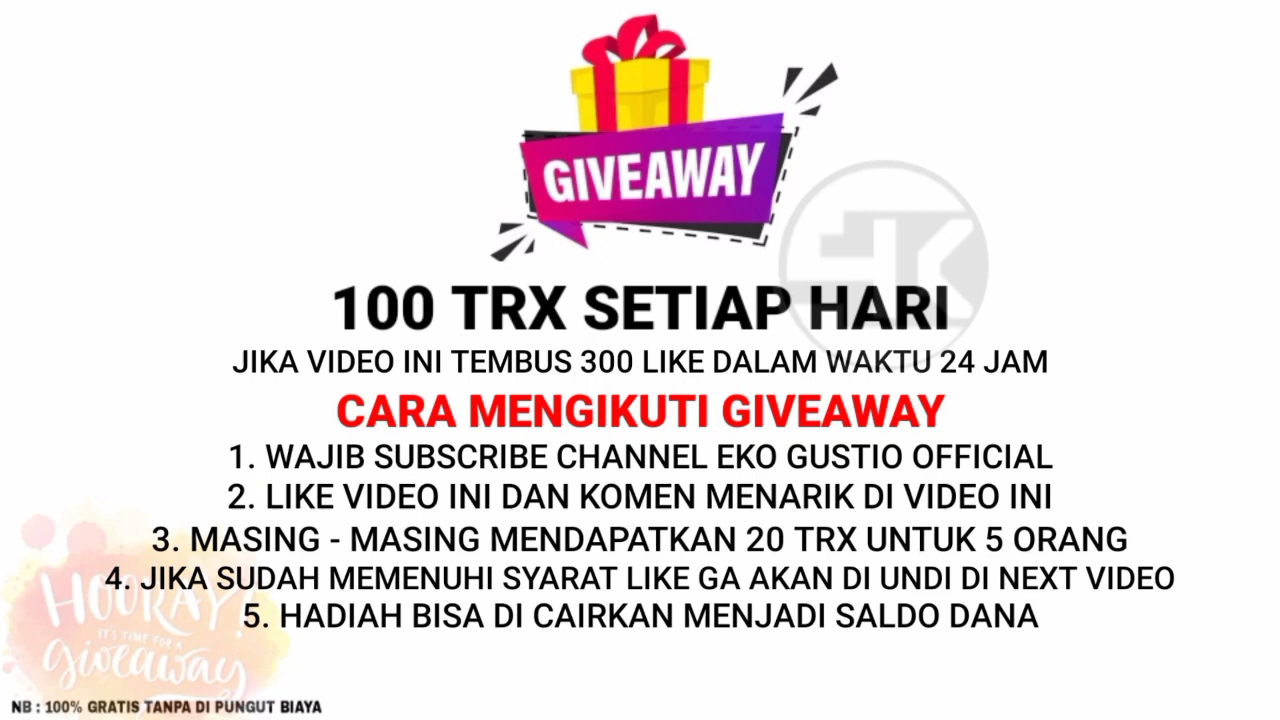 GIVEAWAY
100 TRX SETIAP HARI
JIKA VIDEO INI TEMBUS 300 LIKE DALAM WAKTU 24 JAM
CARA MENGIKUTI GIVEAWAY
1. WAJIB SUBSCRIBE CHANNEL EKO GUSTIO OFFICIAL
2. LIKE VIDEO INI DAN KOMEN MENARIK DI VIDEO INI
3. MASING - MASING MENDAPATKAN 20 TRX UNTUK 5 ORANG
4. JIKA SUDAH MEMENUHI SYARAT LIKE GA AKAN DI UNDI DI NEXT VIDEO
5. HADIAH BISA DI CAIRKAN MENJADI SALDO DANA
HOORAY!
IT'S TIME FOR A
giveaway
NB : 100% GRATIS TANPA DI PUNGUT BIAYA